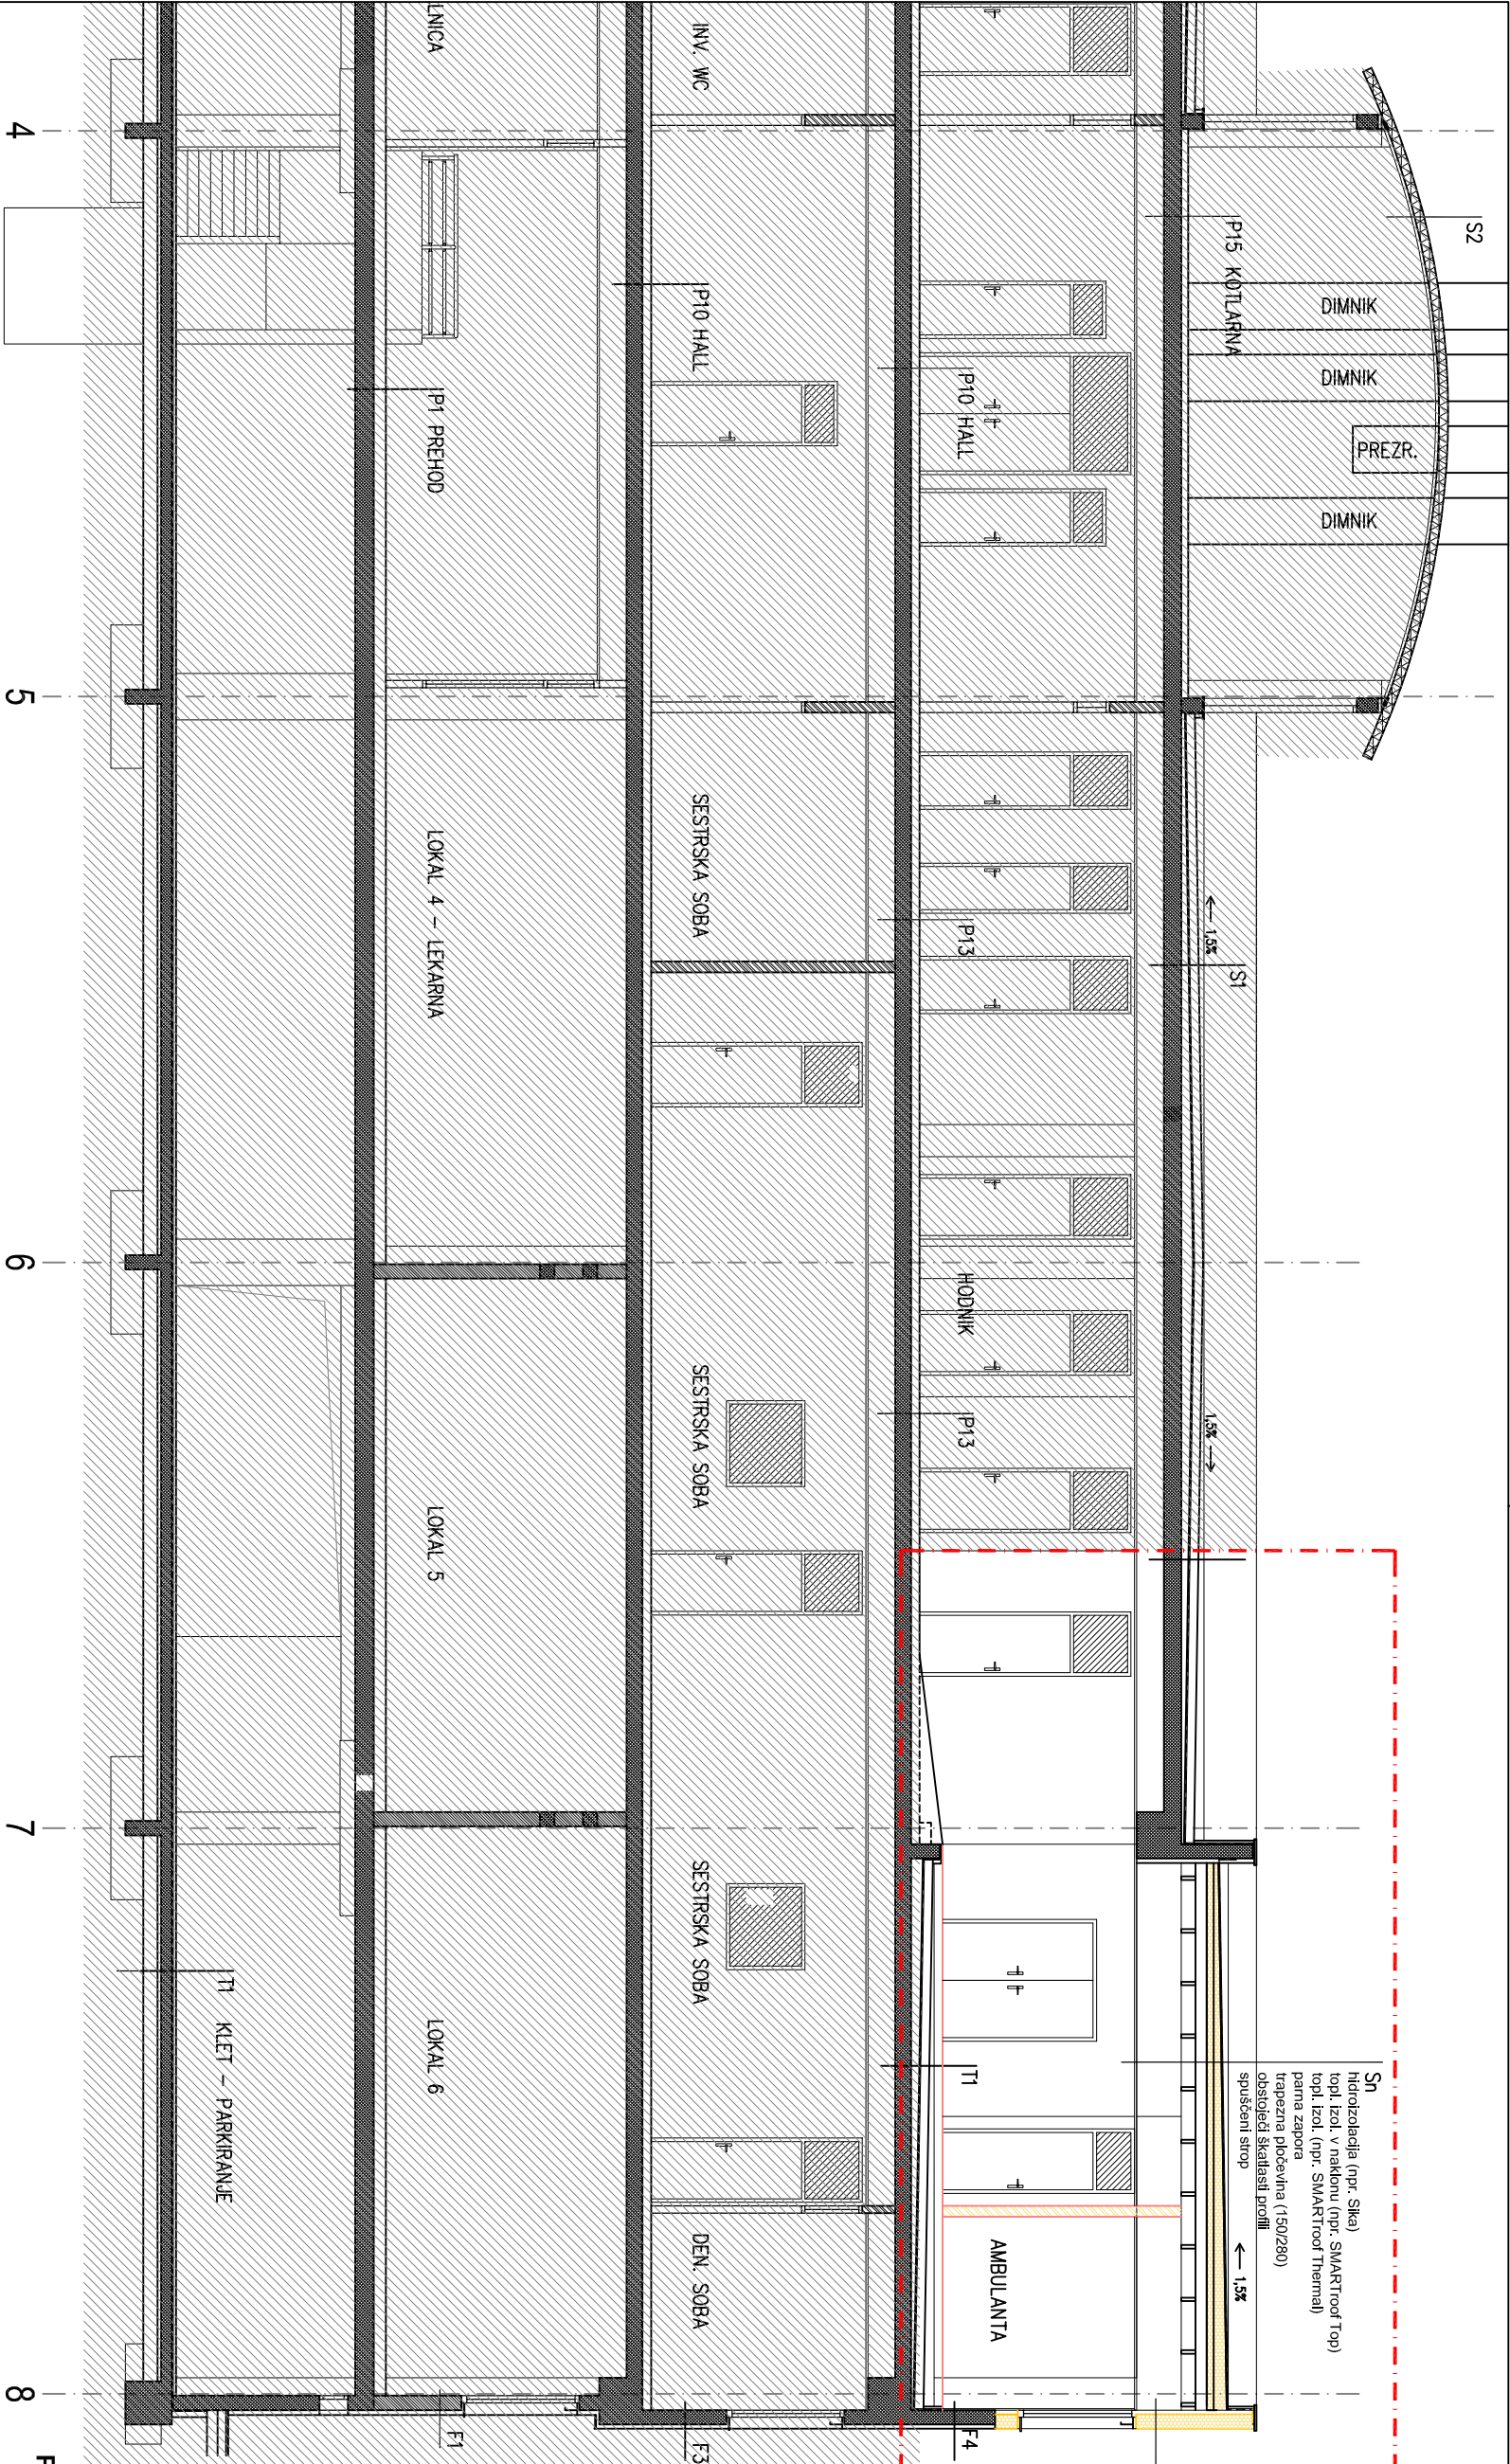 S2
DIMNIK
DIMNIK
PREZR.
DIMNIK
P15 KOTLARNA
1,5%
S1
1,5%
Sn
hidroizolacija (npr. Sika)
topl. izol. v naklonu (npr. SMARTroof Top)
topl. izol. (npr. SMARTroof Thermal)
parna zapora
trapezna pločevina (150/280)
obstoječi škatlasti profili
spuščeni strop
1,5%
P10 HALL
P13
HODNIK
P13
T1
AMBULANTA
F4
INV. WC
P10 HALL
SESTRSKA SOBA
SESTRSKA SOBA
SESTRSKA SOBA
DEN. SOBA
F3
LNICA
P1 PREHOD
LOKAL 4 – LEKARNA
LOKAL 5
LOKAL 6
F1
T1 KLET – PARKIRANJE
4
5
6
7
8